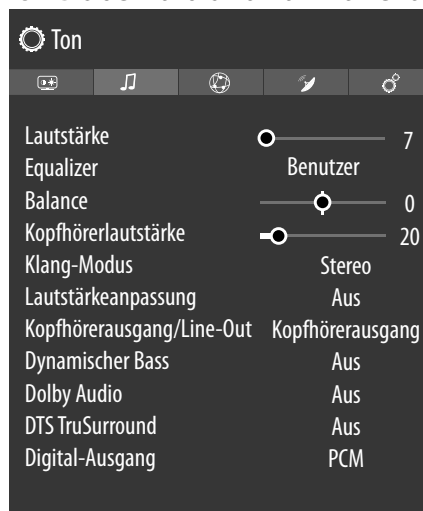 Ton
Lautstärke 7
Equalizer Benutzer
Balance 0
Kopfhörerlautstärke 20
Klang-Modus Stereo
Lautstärkeanpassung Aus
Kopfhörerausgang/Line-Out Kopfhörerausgang
Dynamischer Bass Aus
Dolby Audio Aus
DTS TruSurround Aus
Digital-Ausgang PCM